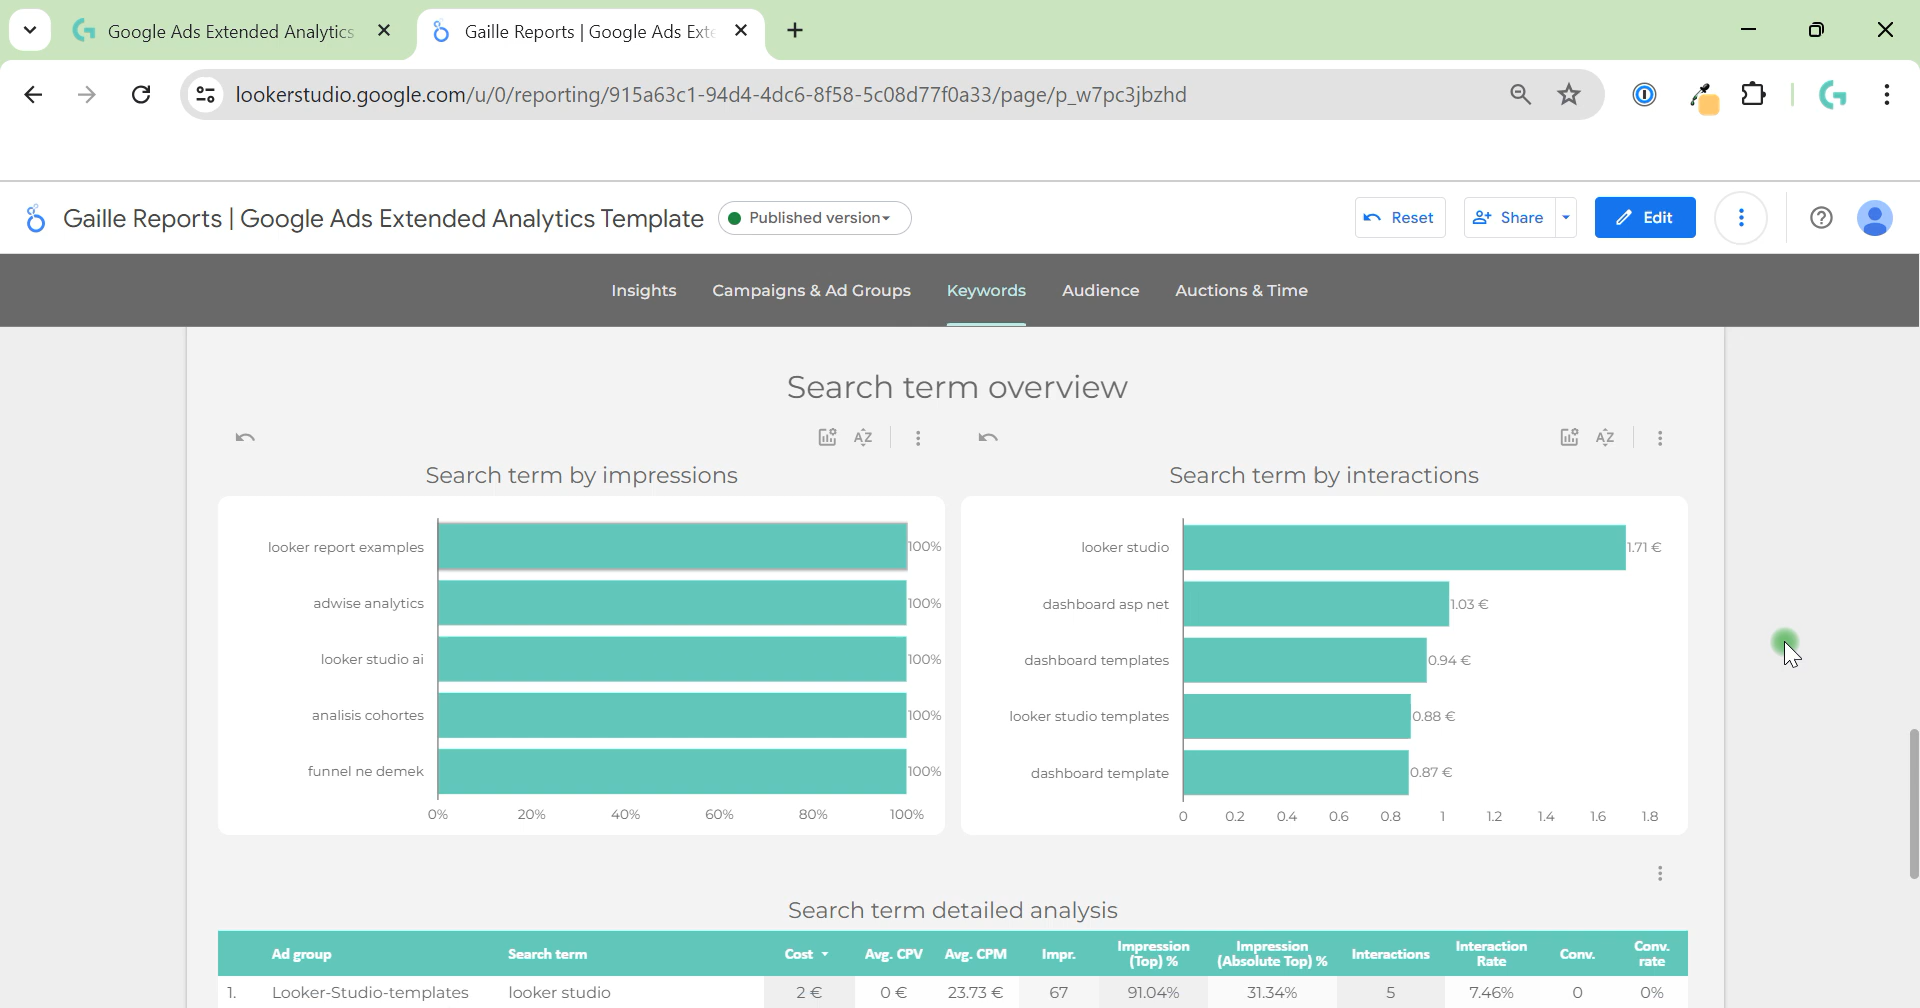 Google Ads Extended Analytics
Gaille Reports | Google Ads Exte
lookerstudio.google.com/u/0/reporting/915a63c1-94d4-4dc6-8f58-5c08d77f0a33/page/p_w7pc3jbzhd
Gaille Reports | Google Ads Extended Analytics Template
Published version
Reset
Share
Edit
Insights
Campaigns & Ad Groups
Keywords
Audience
Auctions & Time
Search term overview
Search term by impressions
looker report examples 100%
adwise analytics 100%
looker studio ai 100%
analisis cohortes 100%
funnel ne demek 100%
0% 20% 40% 60% 80% 100%
Search term by interactions
looker studio 1.71 €
dashboard asp net 1.03 €
dashboard templates 0.94 €
looker studio templates 0.88 €
dashboard template 0.87 €
0 0.2 0.4 0.6 0.8 1 1.2 1.4 1.6 1.8
Search term detailed analysis
Ad group Search term Cost Avg. CPV Avg. CPM Impr. Impression (Top) % Impression (Absolute Top) % Interactions Interaction Rate Conv. Conv. rate
1. Looker-Studio-templates looker studio 2 € 0 € 23.73 € 67 91.04% 31.34% 5 7.46% 0 0%